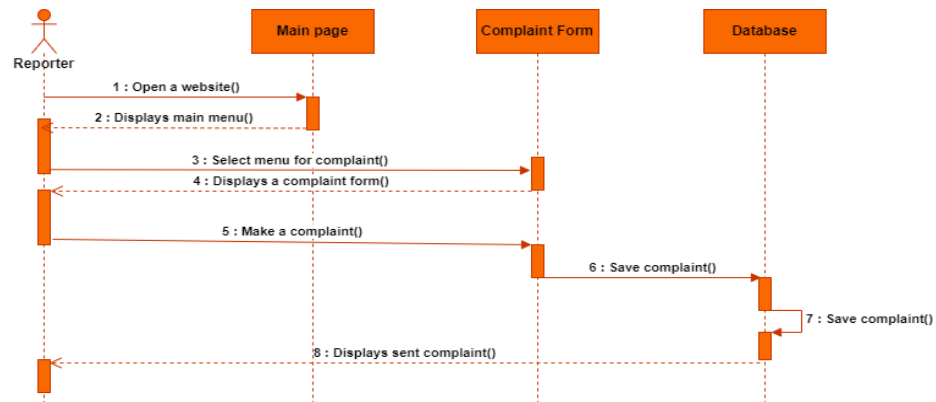 Main page
Complaint Form
Database
Reporter
1 : Open a website()
2 : Displays main menu()
3 : Select menu for complaint()
4 : Displays a complaint form()
5 : Make a complaint()
6 : Save complaint()
7 : Save complaint()
8 : Displays sent complaint()